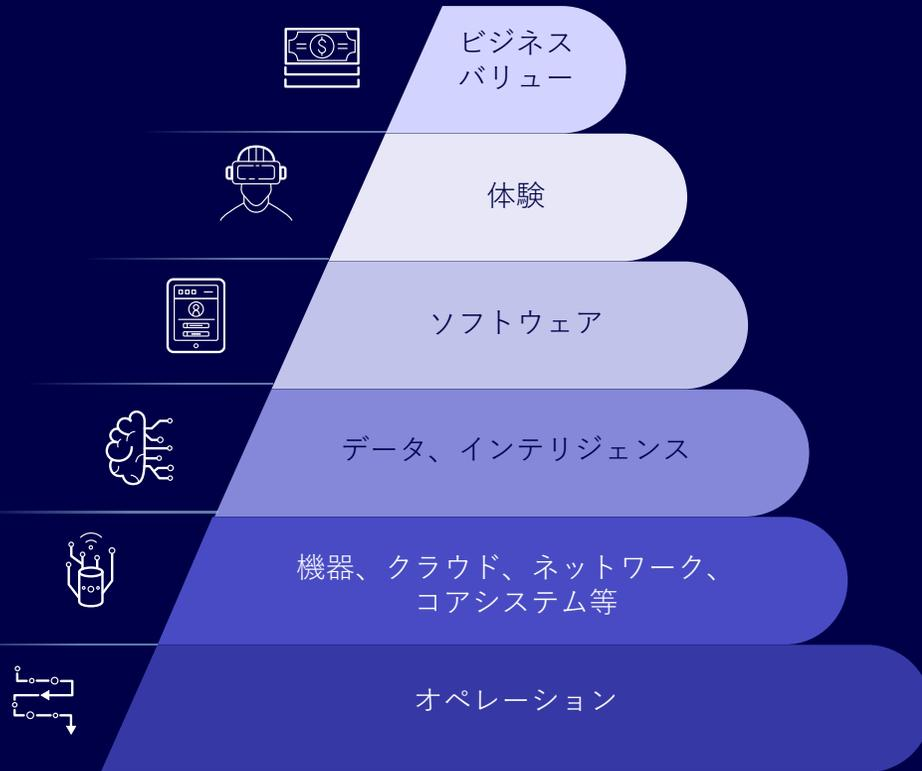 ビジネス
バリュー
体験
ソフトウェア
データ、インテリジェンス
機器、クラウド、ネットワーク、
コアシステム等
オペレーション